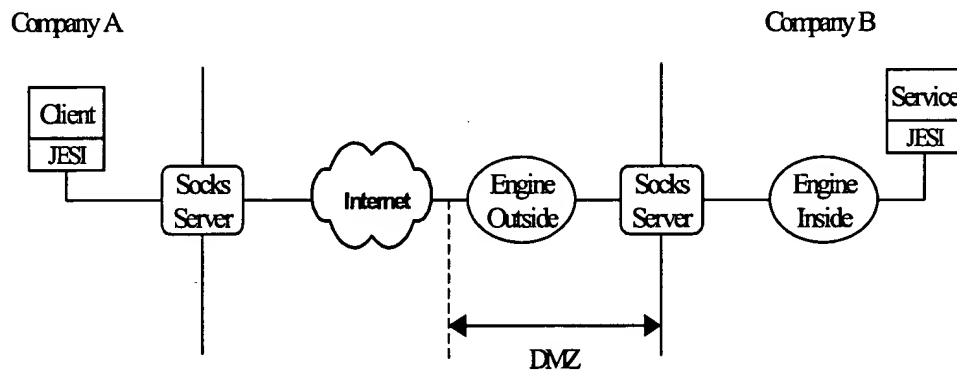 Company A
Company B
Client
JESI
Socks
Server
Internet
Engine
Outside
Socks
Server
Engine
Inside
Service
JESI
DMZ